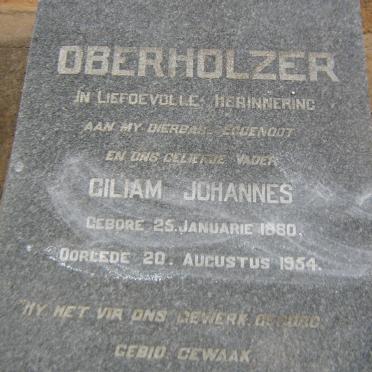 OBERHOLZER
IN LIEFDEVOLLE HERINNERING
AAN MY DIERBARE EGGENOOT
EN ONS GELIEFDE VADER
GILIAM JOHANNES
GEBORE 25. JANUARIE 1880.
OORLEDE 20. AUGUSTUS 1954.
"HY HET VIR ONS GEWERK,
GEBID, GEWAAK.